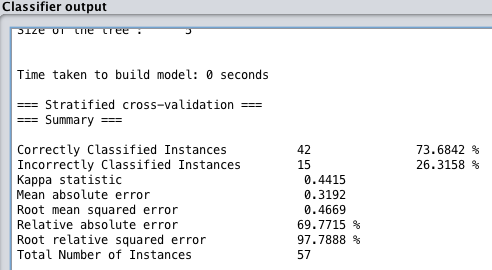 Classifier output
Size of the tree : 5
Time taken to build model: 0 seconds
=== Stratified cross-validation ===
=== Summary ===
Correctly Classified Instances 42 73.6842 %
Incorrectly Classified Instances 15 26.3158 %
Kappa statistic 0.4415
Mean absolute error 0.3192
Root mean squared error 0.4669
Relative absolute error 69.7715 %
Root relative squared error 97.7888 %
Total Number of Instances 57